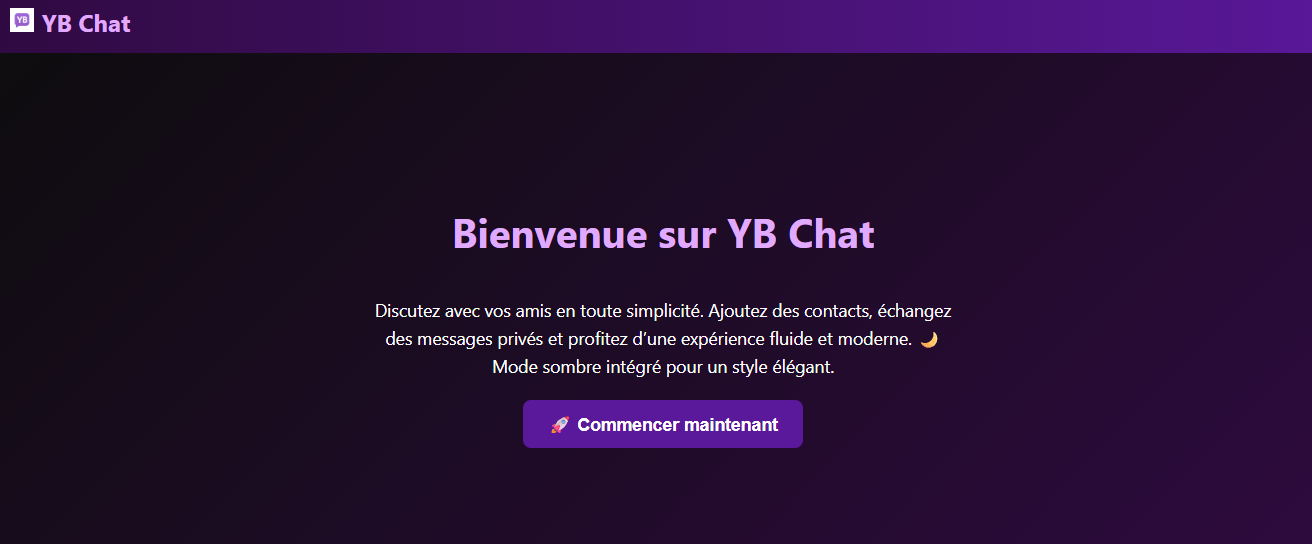 YB YB Chat
Bienvenue sur YB Chat
Discutez avec vos amis en toute simplicité. Ajoutez des contacts, échangez
des messages privés et profitez d’une expérience fluide et moderne. 🌙
Mode sombre intégré pour un style élégant.
🚀 Commencer maintenant